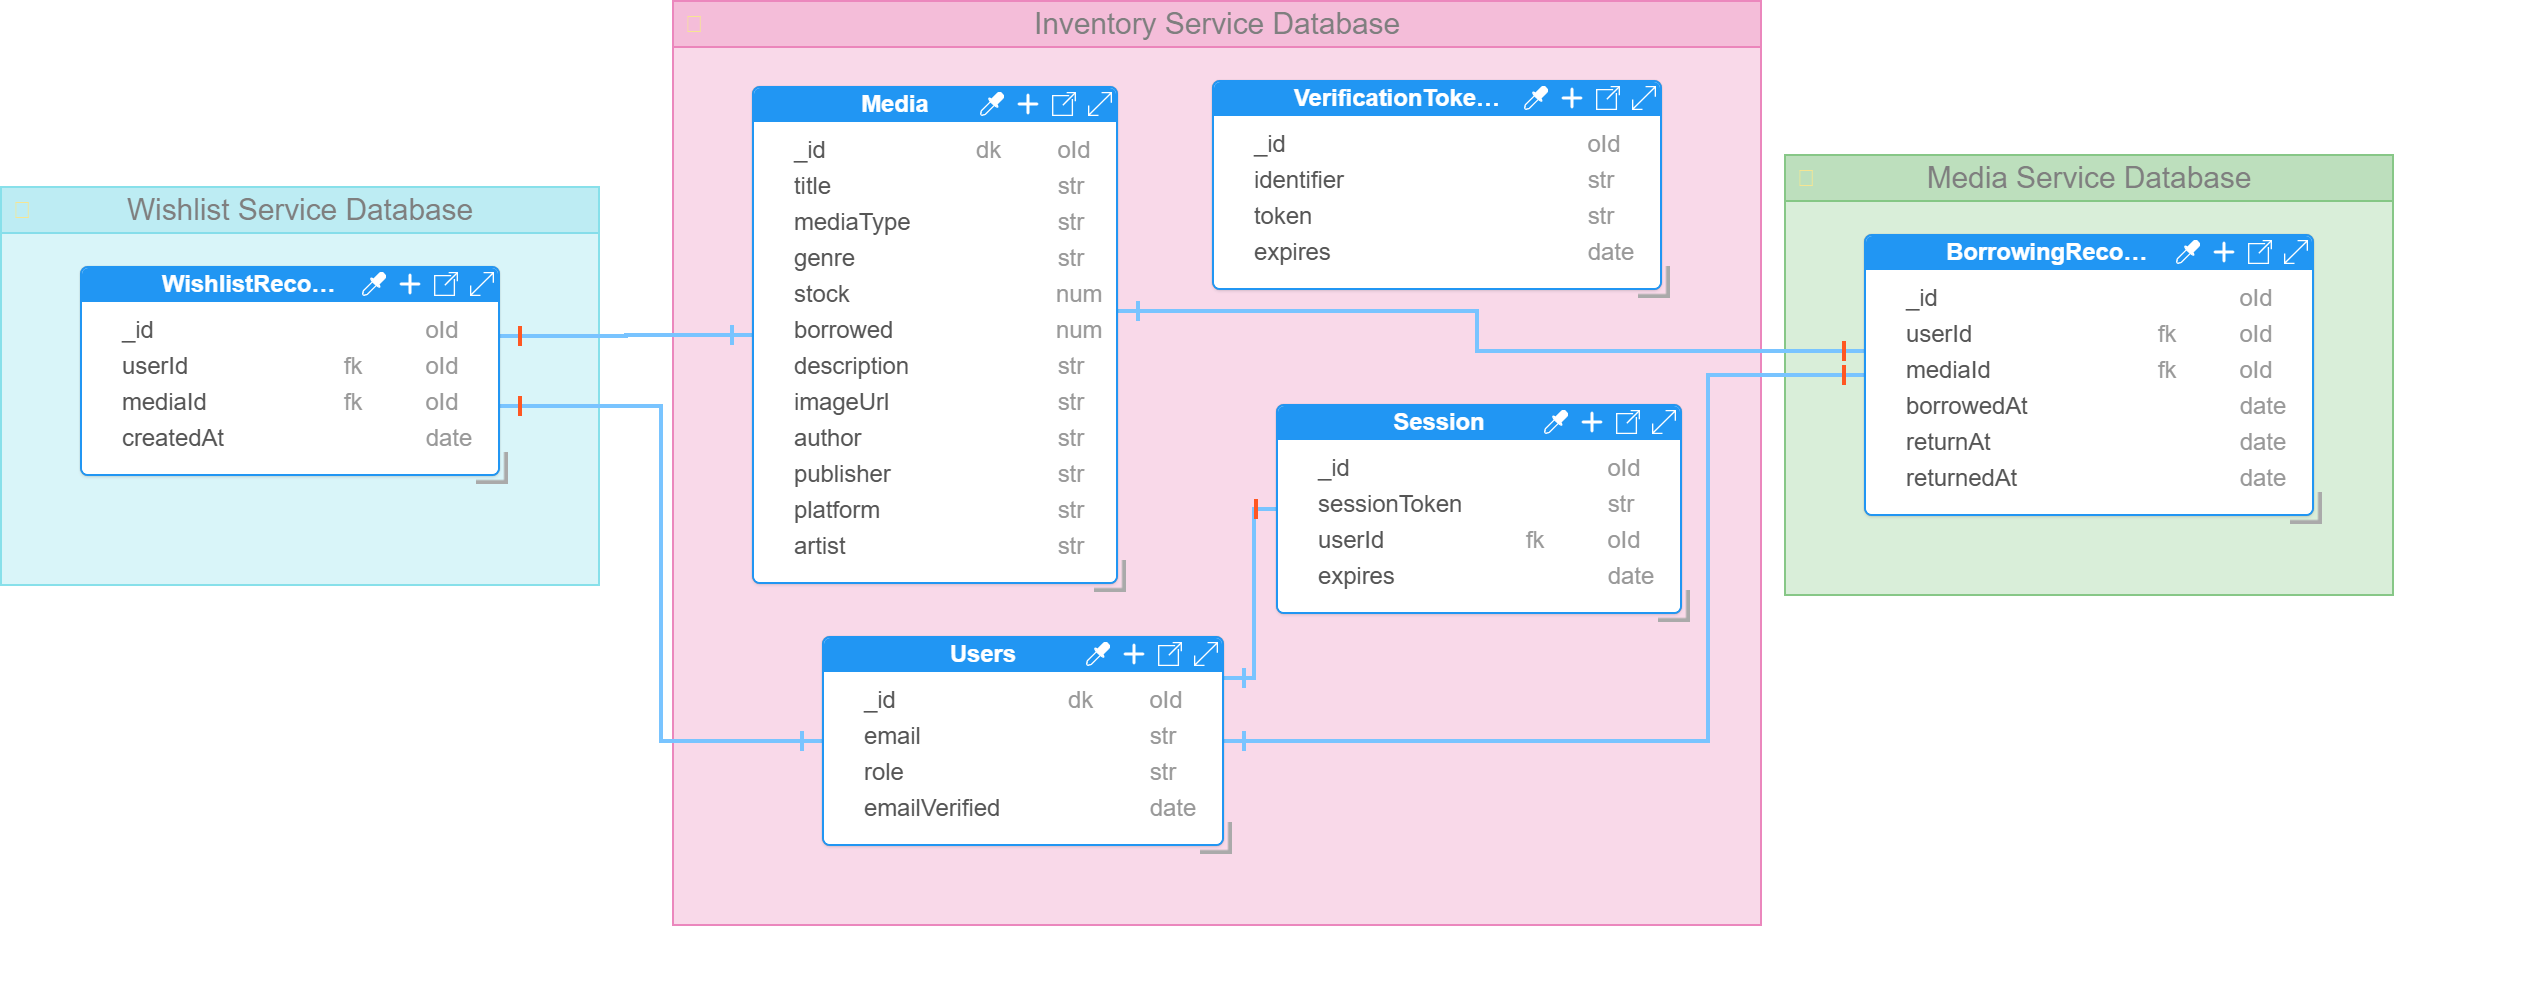 Inventory Service Database
Media
_id dk oId
title str
mediaType str
genre str
stock num
borrowed num
description str
imageUrl str
author str
publisher str
platform str
artist str
VerificationToke...
_id oId
identifier str
token str
expires date
Session
_id oId
sessionToken str
userId fk oId
expires date
Users
_id dk oId
email str
role str
emailVerified date
Wishlist Service Database
WishlistReco...
_id oId
userId fk oId
mediaId fk oId
createdAt date
Media Service Database
BorrowingReco...
_id oId
userId fk oId
mediaId fk oId
borrowedAt date
returnAt date
returnedAt date